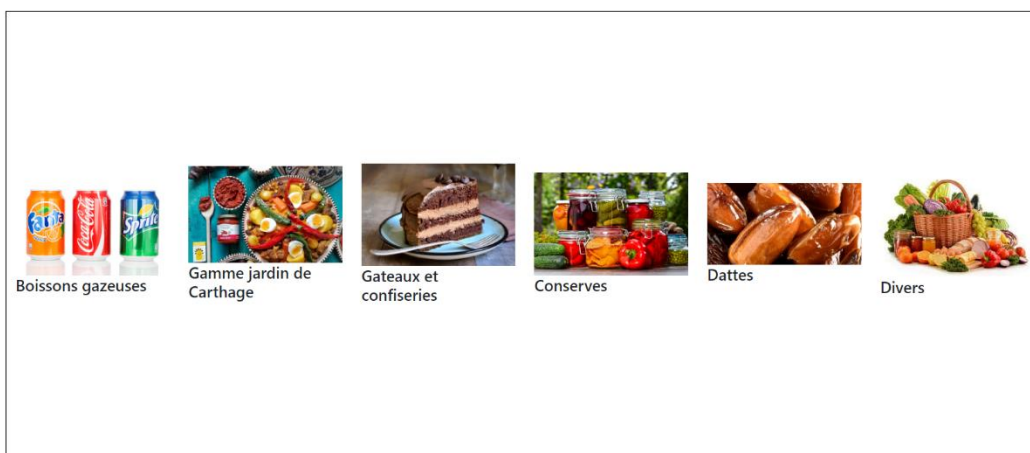 Fanta
Coca-Cola
Sprite
Boissons gazeuses
Gamme jardin de
Carthage
Gateaux et
confiseries
Conserves
Dattes
Divers